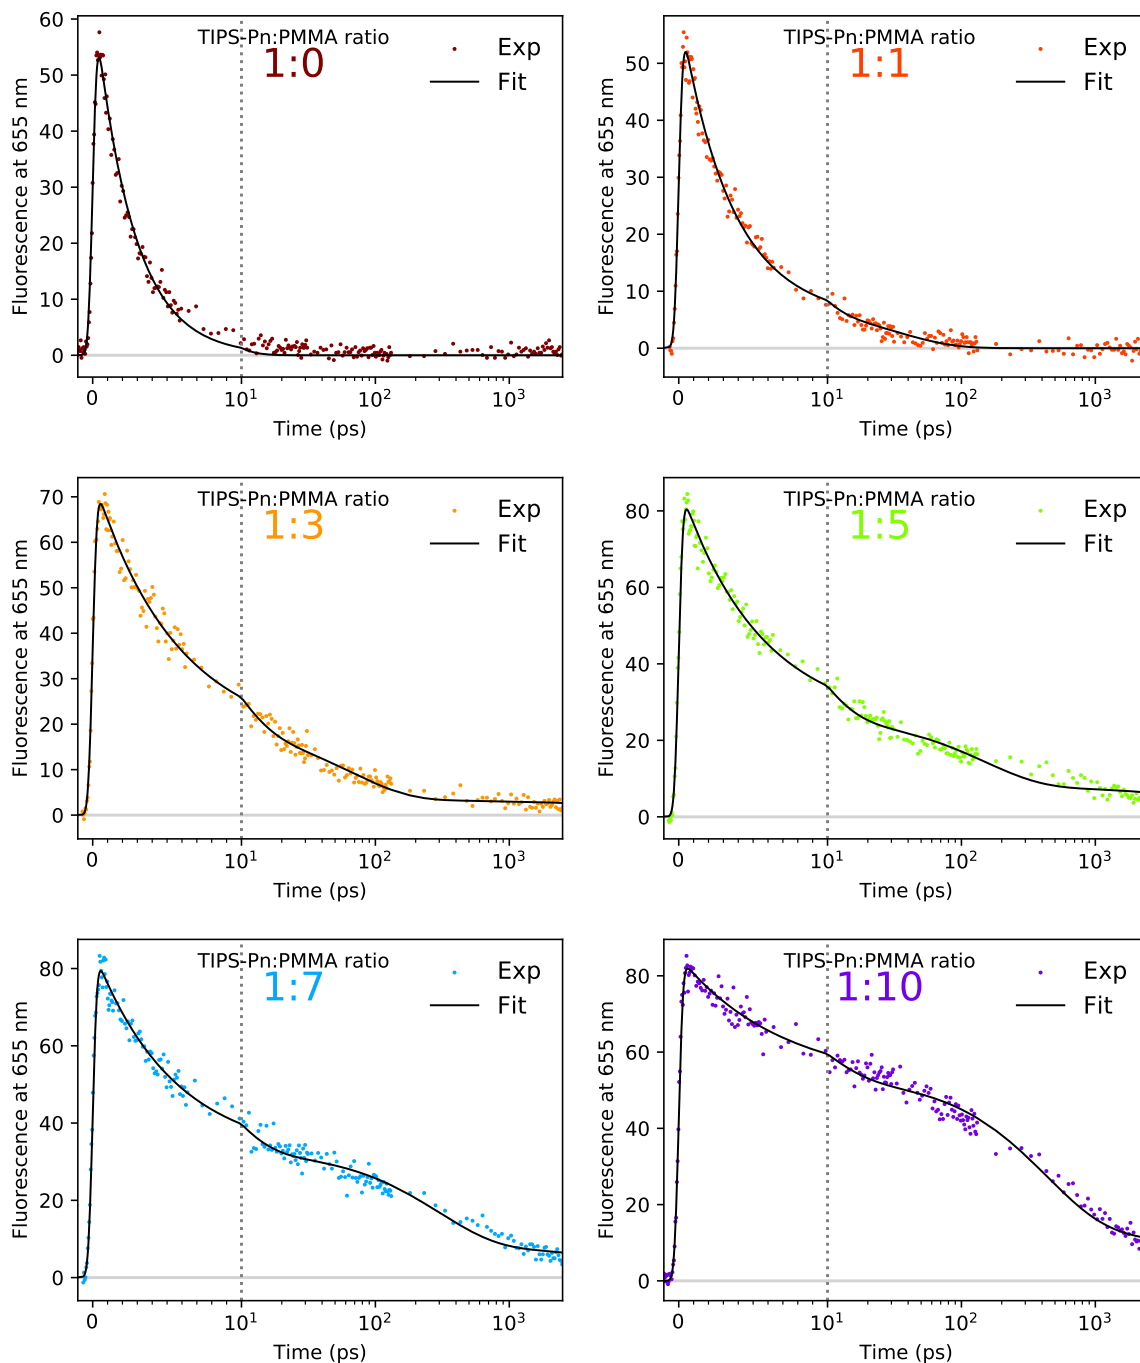 TIPS-Pn:PMMA ratio
1:0
Exp
Fit
Fluorescence at 655 nm
60
50
40
30
20
10
0
0
10¹
10²
10³
Time (ps)
TIPS-Pn:PMMA ratio
1:1
Exp
Fit
Fluorescence at 655 nm
50
40
30
20
10
0
0
10¹
10²
10³
Time (ps)
TIPS-Pn:PMMA ratio
1:3
Exp
Fit
Fluorescence at 655 nm
70
60
50
40
30
20
10
0
0
10¹
10²
10³
Time (ps)
TIPS-Pn:PMMA ratio
1:5
Exp
Fit
Fluorescence at 655 nm
80
60
40
20
0
0
10¹
10²
10³
Time (ps)
TIPS-Pn:PMMA ratio
1:7
Exp
Fit
Fluorescence at 655 nm
80
60
40
20
0
0
10¹
10²
10³
Time (ps)
TIPS-Pn:PMMA ratio
1:10
Exp
Fit
Fluorescence at 655 nm
80
60
40
20
0
0
10¹
10²
10³
Time (ps)